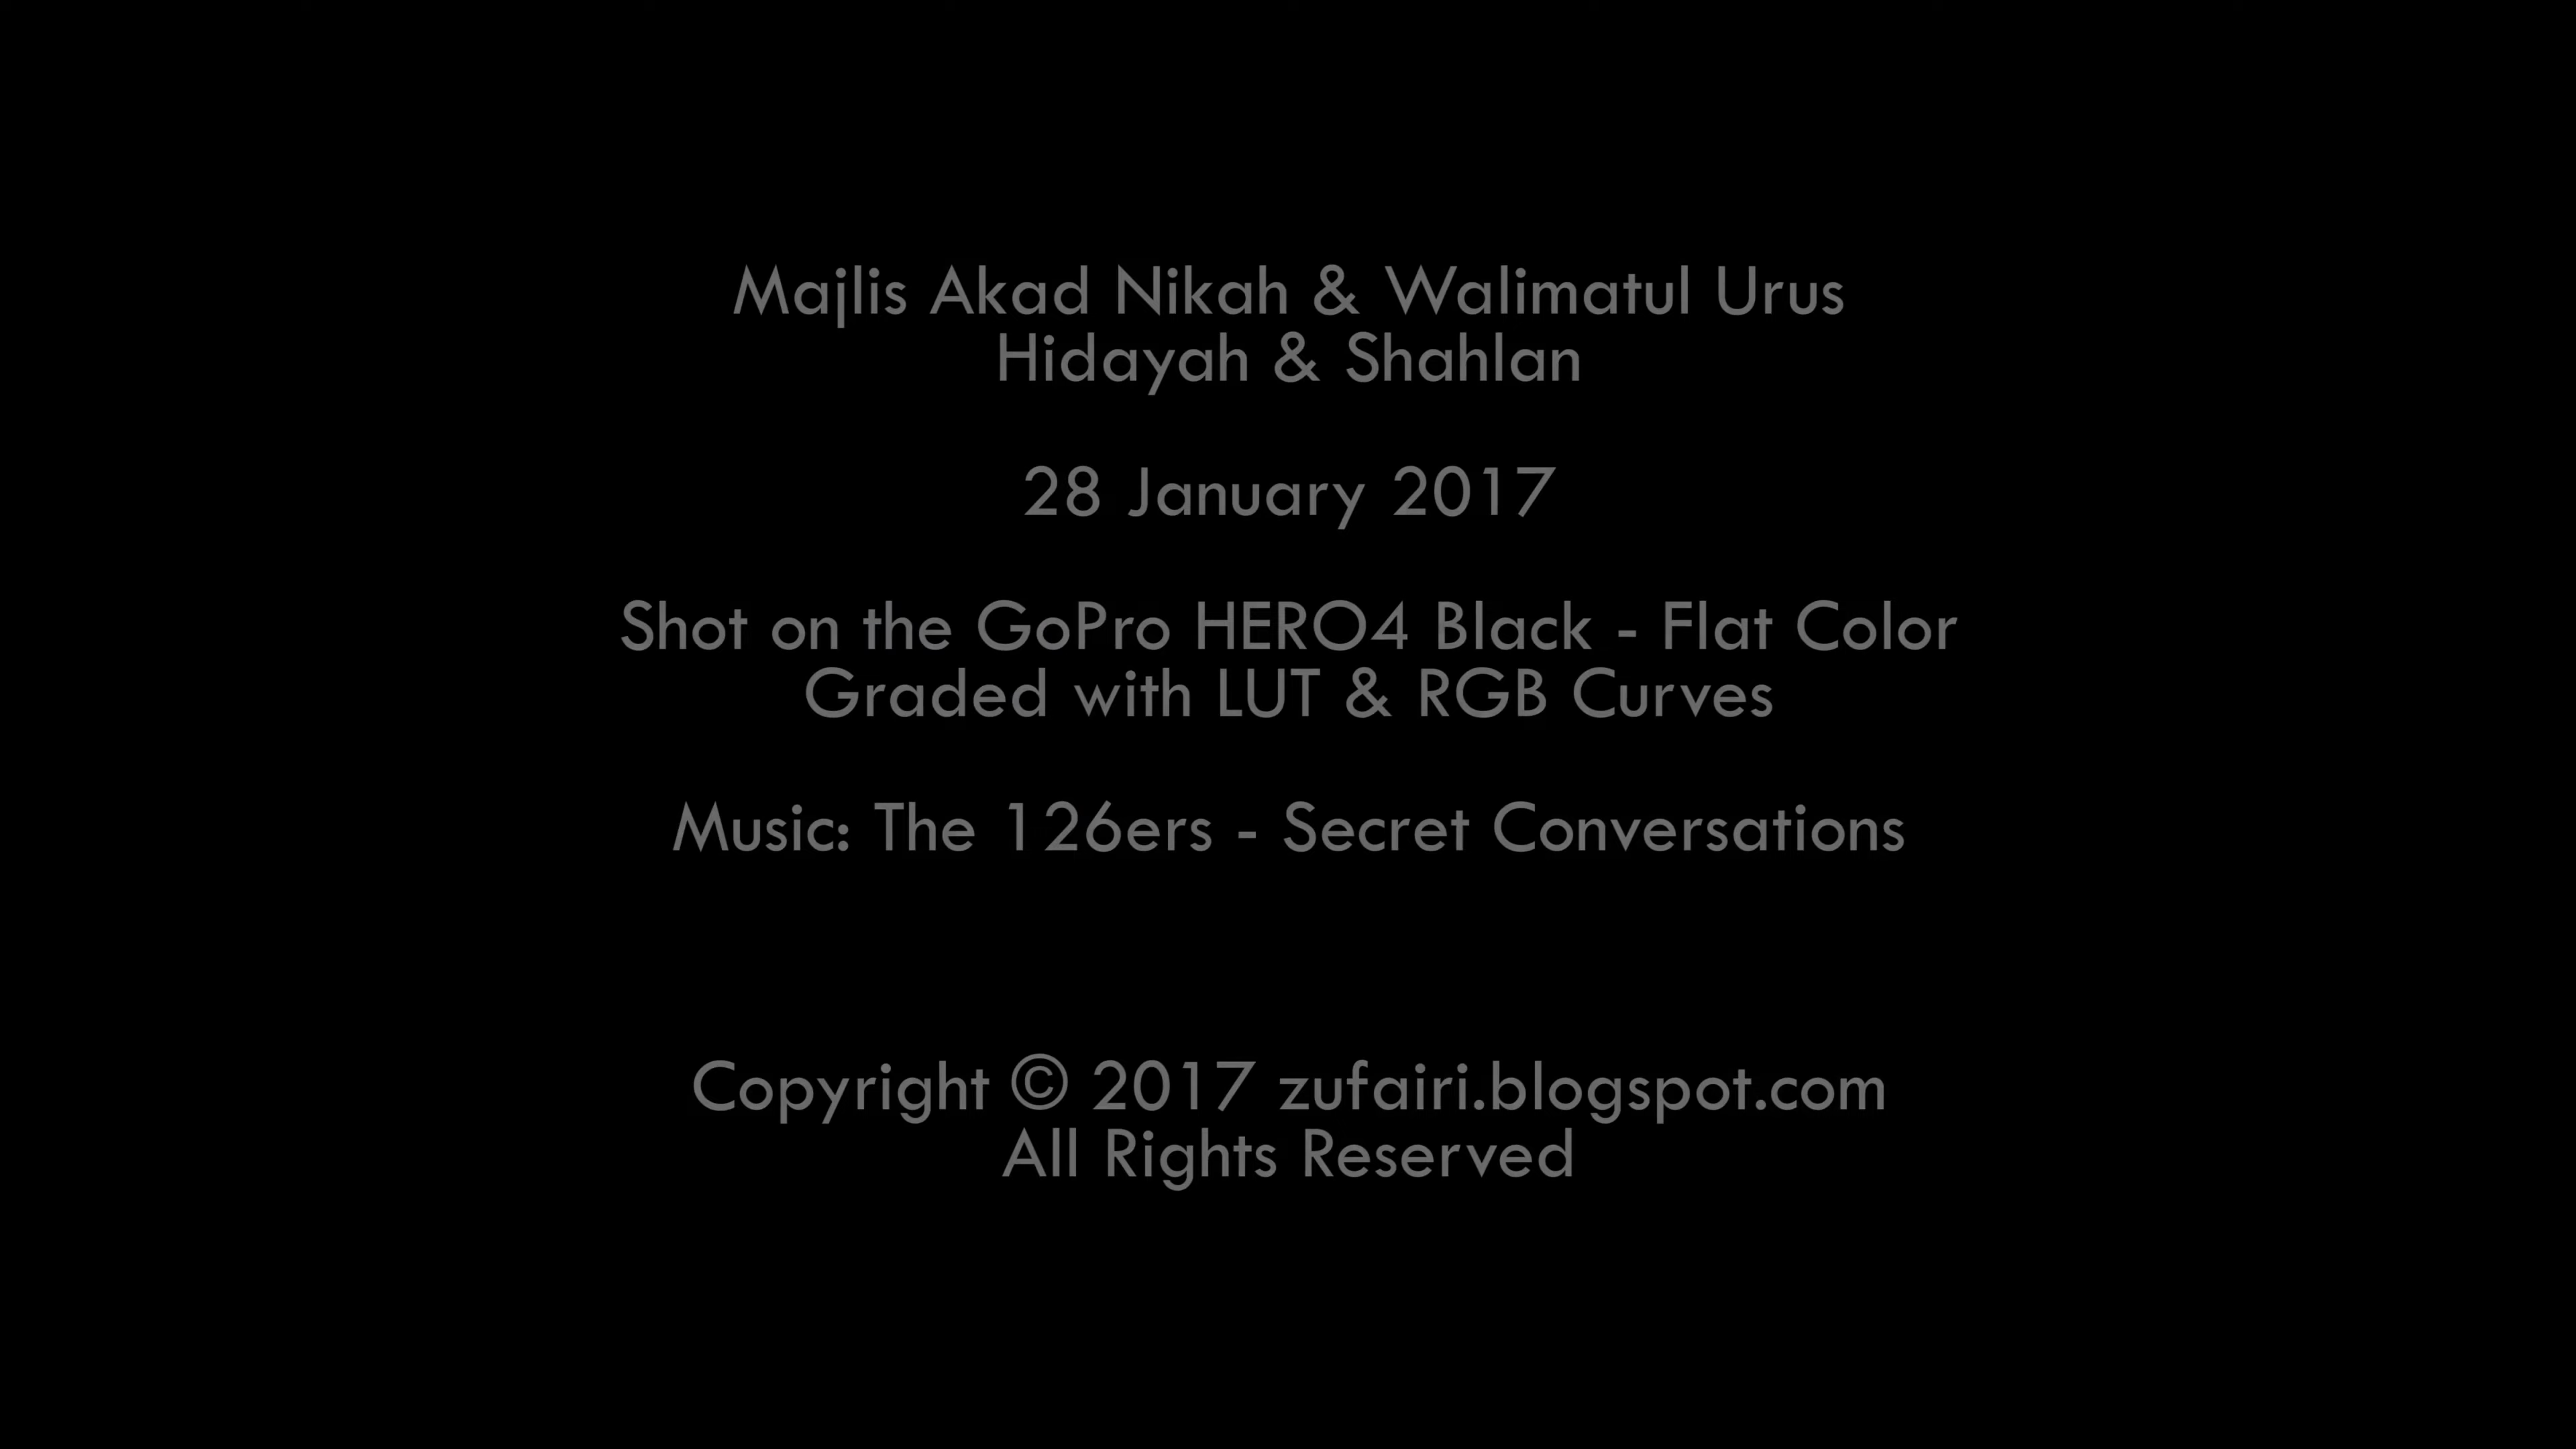 Majlis Akad Nikah & Walimatul Urus
Hidayah & Shahlan
28 January 2017
Shot on the GoPro HERO4 Black - Flat Color
Graded with LUT & RGB Curves
Music: The 126ers - Secret Conversations
Copyright © 2017 zufairi.blogspot.com
All Rights Reserved